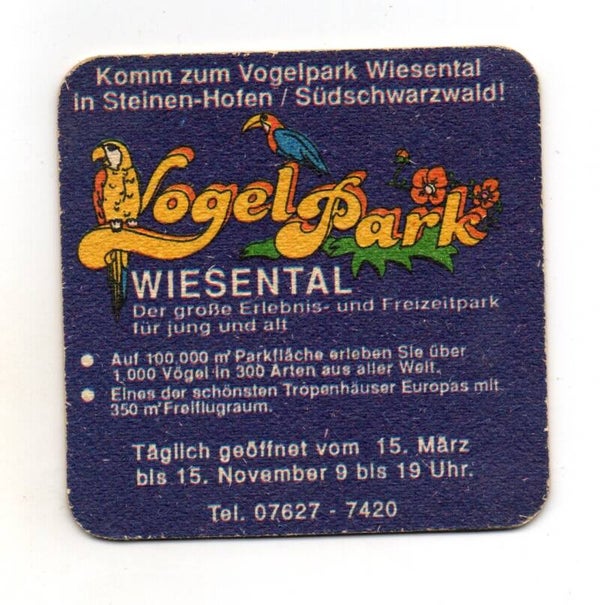 Komm zum Vogelpark Wiesental
in Steinen-Hofen / Südschwarzwald!
Vogel Park
WIESENTAL
Der große Erlebnis- und Freizeitpark
für jung und alt
• Auf 100.000 m² Parkfläche erleben Sie über
1.000 Vögel in 300 Arten aus aller Welt.
• Eines der schönsten Tropenhäuser Europas mit
350 m² Freiflugraum.
Täglich geöffnet vom 15. März
bis 15. November 9 bis 19 Uhr.
Tel. 07627 - 7420